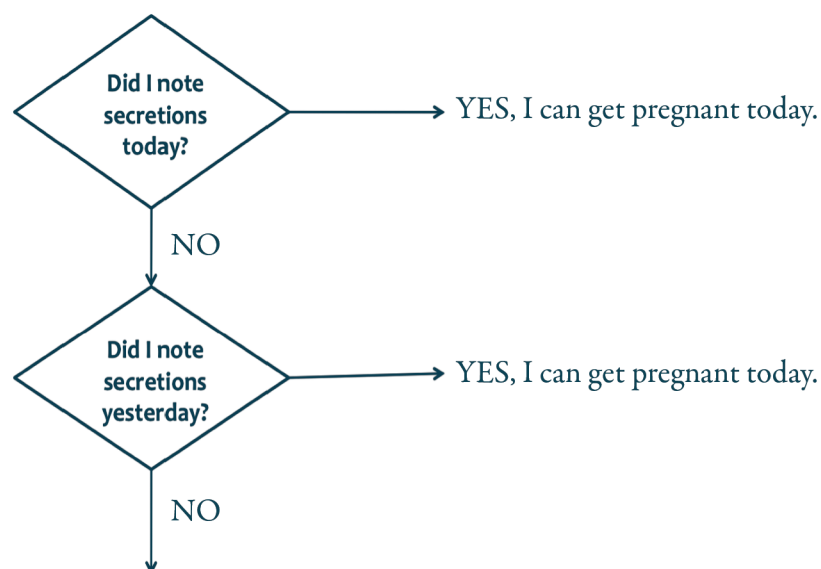 Did I note
secretions
today?
YES, I can get pregnant today.
NO
Did I note
secretions
yesterday?
YES, I can get pregnant today.
NO